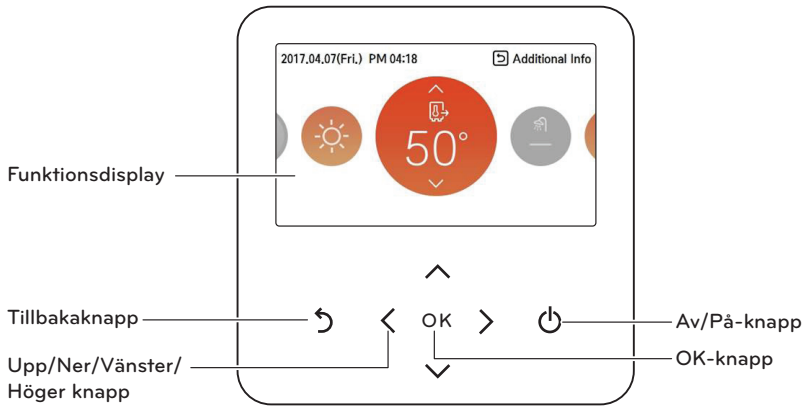 2017.04.07(Fri.) PM 04:18 Additional Info
50°
Funktionsdisplay
Tillbakaknapp
OK
Av/På-knapp
Upp/Ner/Vänster/
Höger knapp
OK-knapp